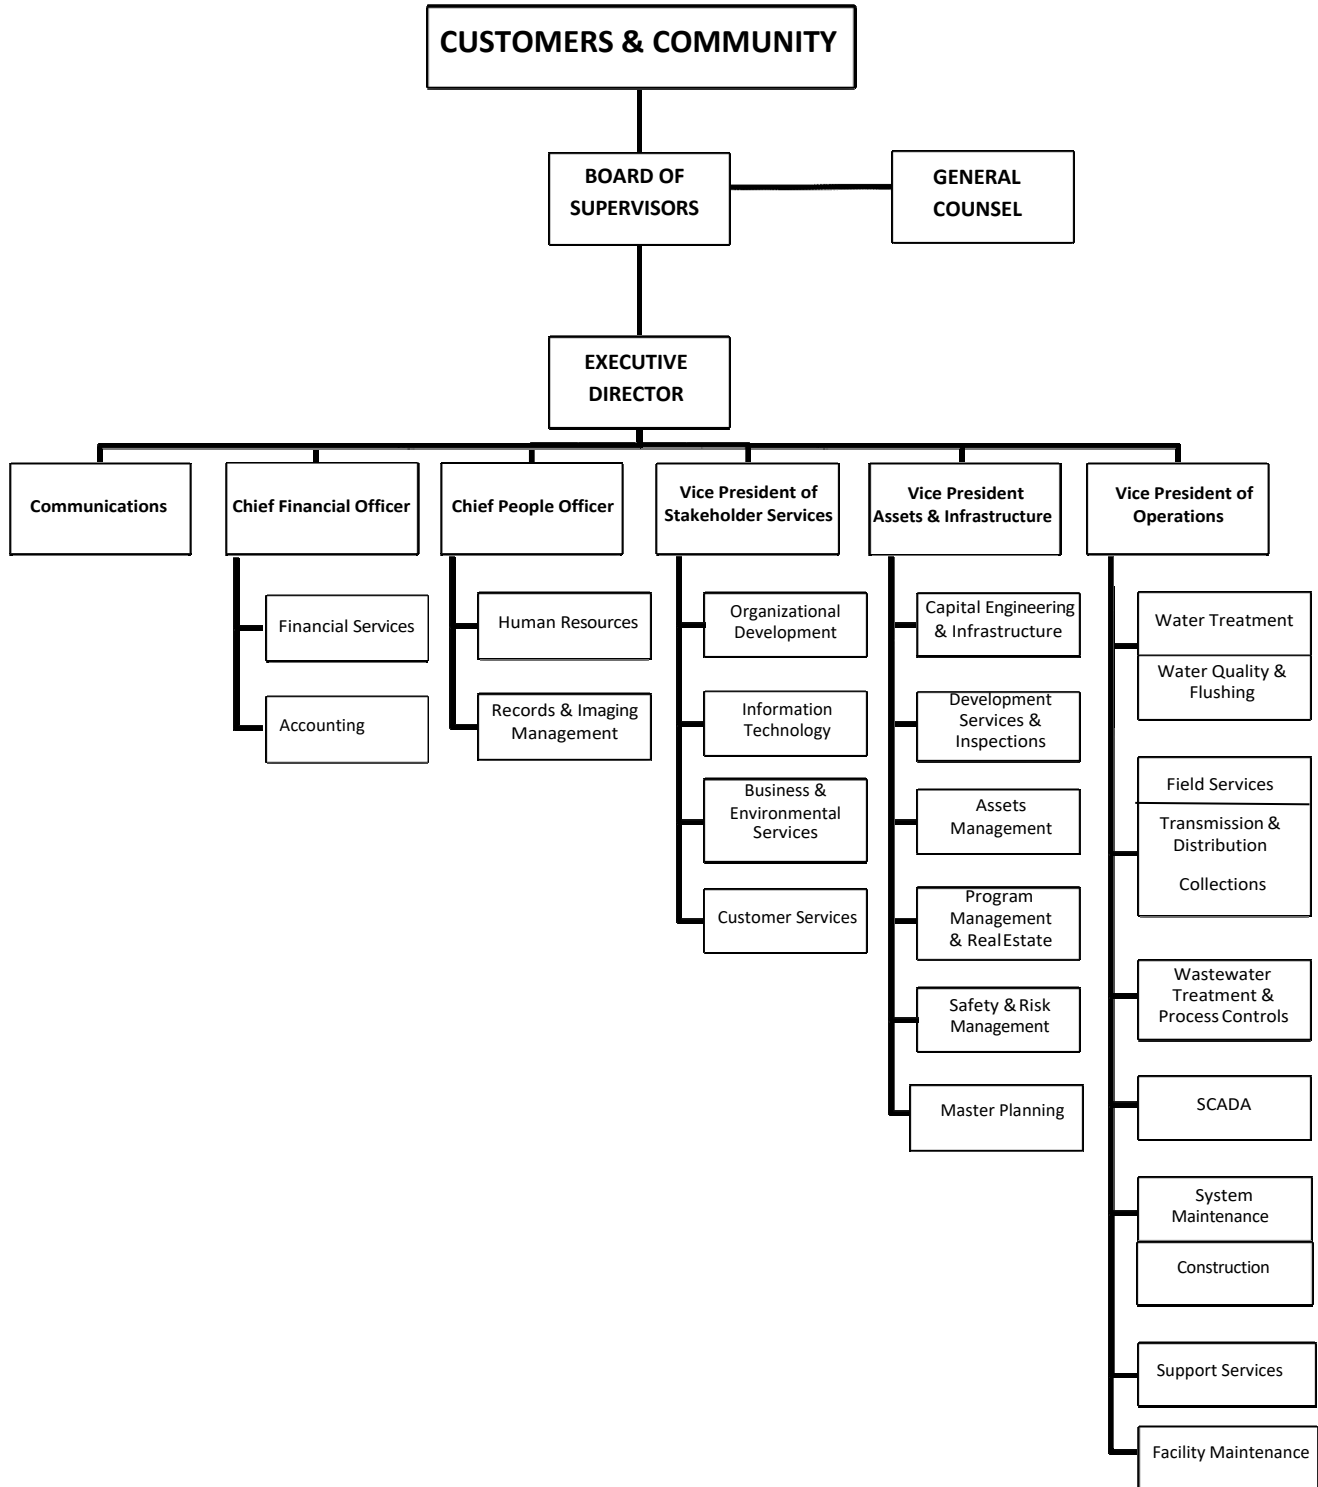 CUSTOMERS & COMMUNITY
BOARD OF
SUPERVISORS
GENERAL
COUNSEL
EXECUTIVE
DIRECTOR
Communications
Chief Financial Officer
Chief People Officer
Vice President of
Stakeholder Services
Vice President
Assets & Infrastructure
Vice President of
Operations
Financial Services
Accounting
Human Resources
Records & Imaging
Management
Organizational
Development
Information
Technology
Business &
Environmental
Services
Customer Services
Capital Engineering
& Infrastructure
Development
Services &
Inspections
Assets
Management
Program
Management
& Real Estate
Safety & Risk
Management
Master Planning
Water Treatment
Water Quality &
Flushing
Field Services
Transmission &
Distribution
Collections
Wastewater
Treatment &
Process Controls
SCADA
System
Maintenance
Construction
Support Services
Facility Maintenance